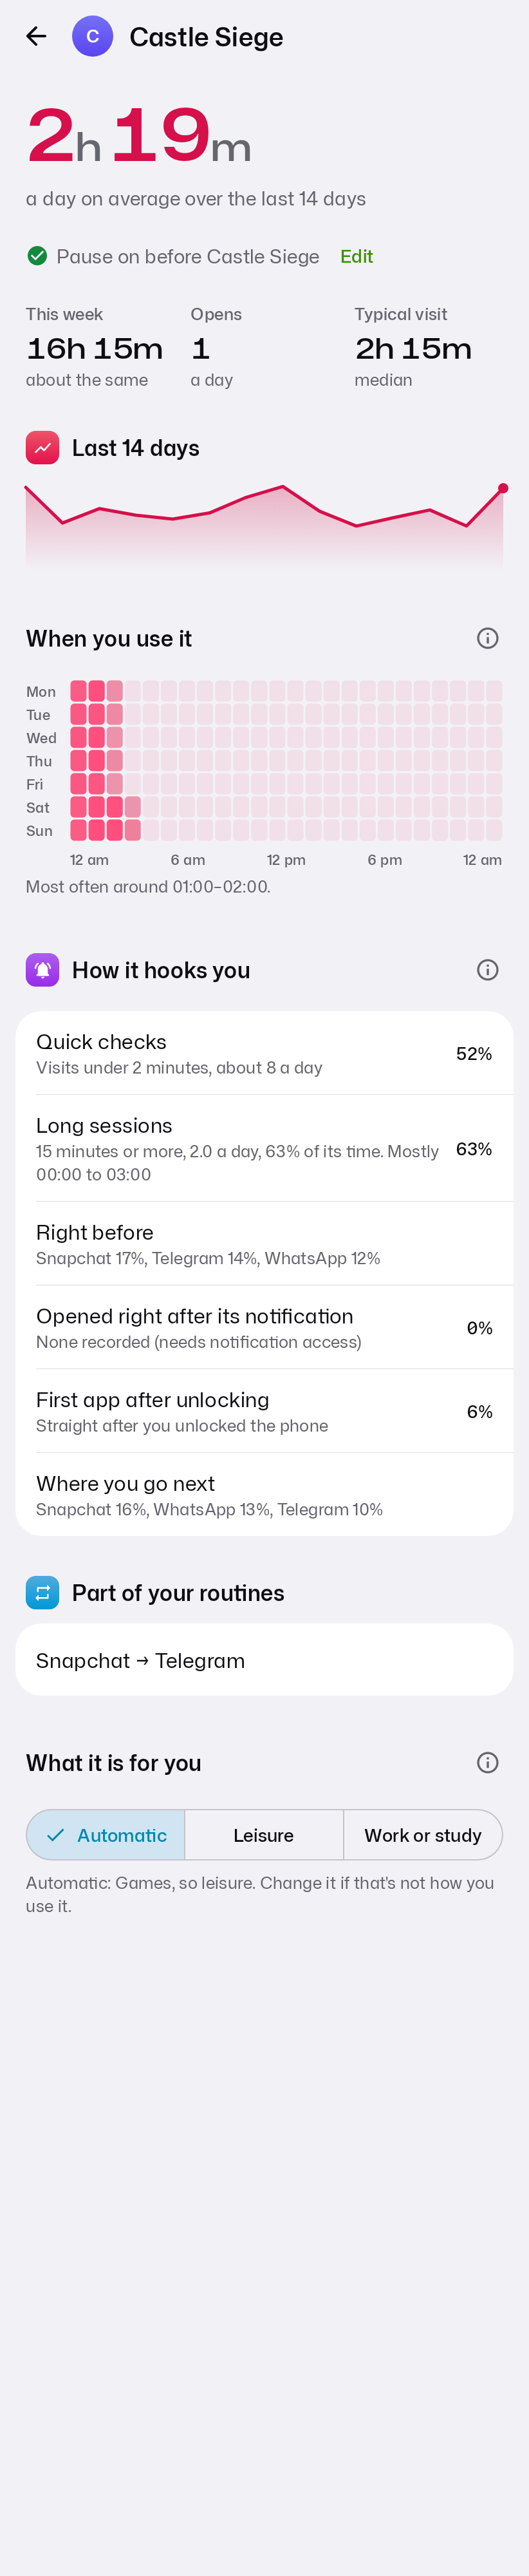 C
Castle Siege
2h 19m
a day on average over the last 14 days
Pause on before Castle Siege Edit
This week Opens Typical visit
16h 15m 1 2h 15m
about the same a day median
Last 14 days
When you use it
Mon
Tue
Wed
Thu
Fri
Sat
Sun
12 am 6 am 12 pm 6 pm 12 am
Most often around 01:00–02:00.
How it hooks you
Quick checks
Visits under 2 minutes, about 8 a day
52%
Long sessions
15 minutes or more, 2.0 a day, 63% of its time. Mostly
00:00 to 03:00
63%
Right before
Snapchat 17%, Telegram 14%, WhatsApp 12%
Opened right after its notification
None recorded (needs notification access)
0%
First app after unlocking
Straight after you unlocked the phone
6%
Where you go next
Snapchat 16%, WhatsApp 13%, Telegram 10%
Part of your routines
Snapchat → Telegram
What it is for you
Automatic Leisure Work or study
Automatic: Games, so leisure. Change it if that's not how you
use it.